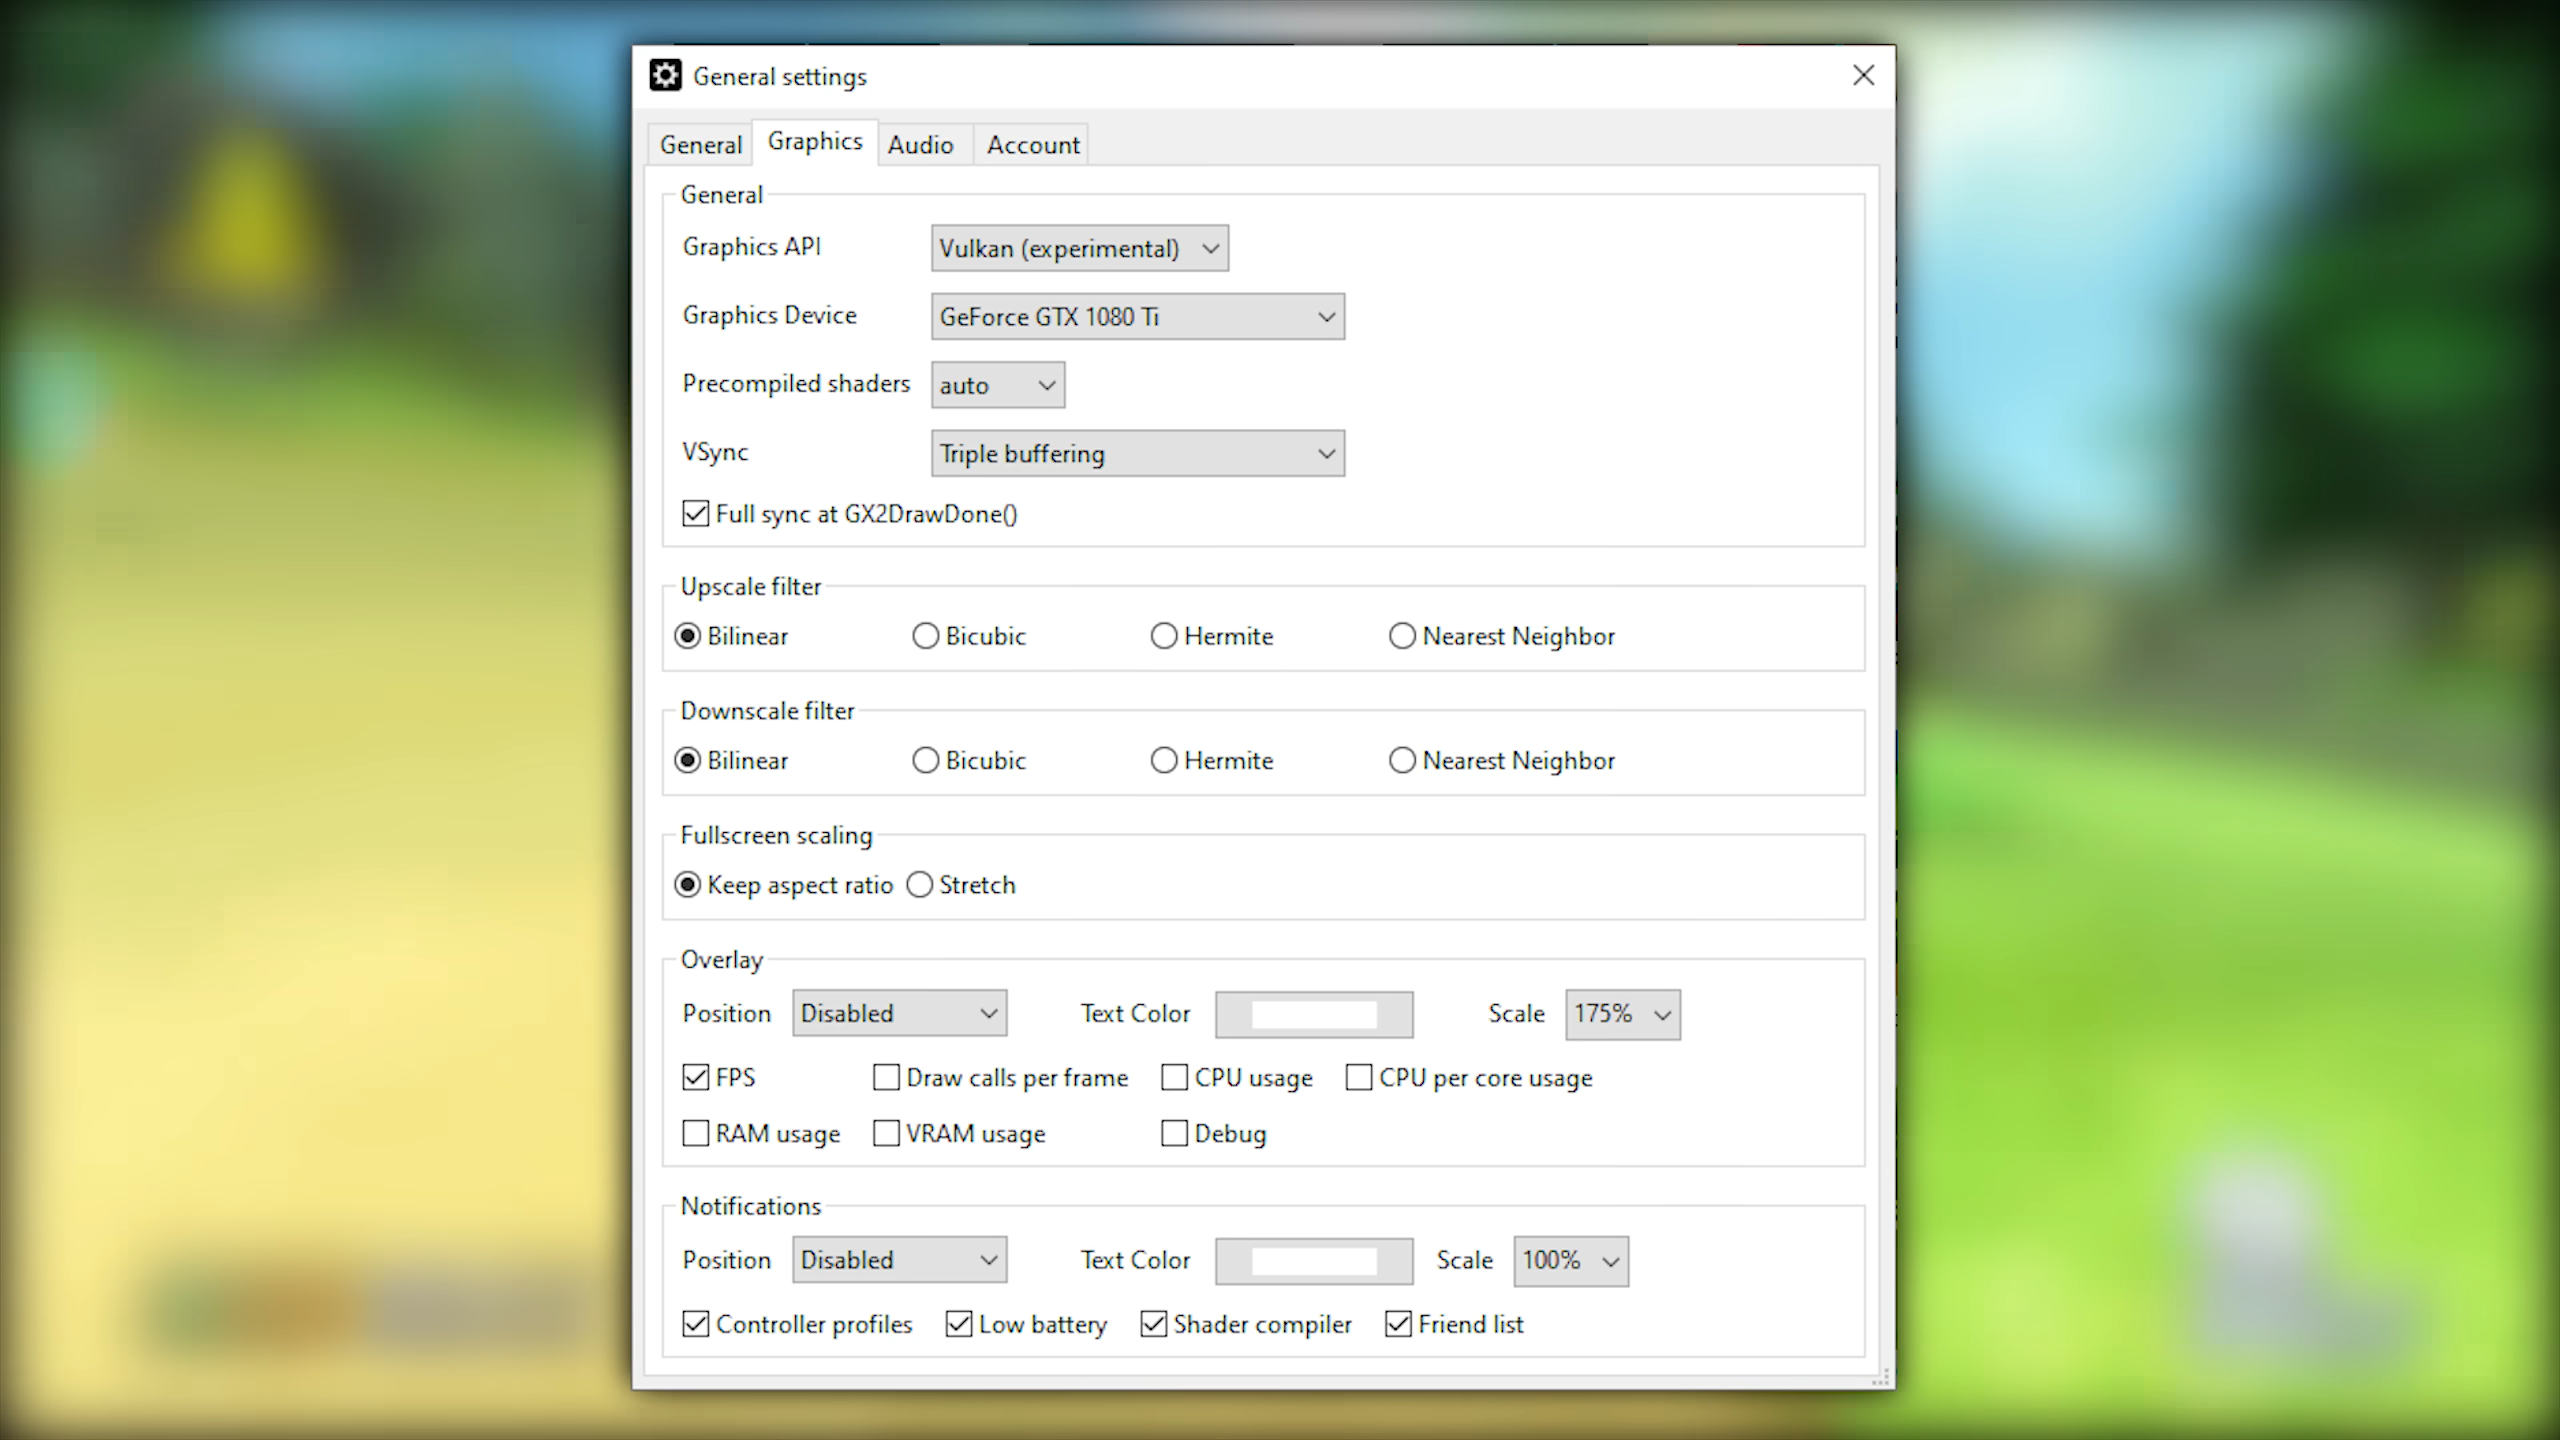 General settings
General Graphics Audio Account
General
Graphics API Vulkan (experimental)
Graphics Device GeForce GTX 1080 Ti
Precompiled shaders auto
VSync Triple buffering
Full sync at GX2DrawDone()
Upscale filter
Bilinear Bicubic Hermite Nearest Neighbor
Downscale filter
Bilinear Bicubic Hermite Nearest Neighbor
Fullscreen scaling
Keep aspect ratio Stretch
Overlay
Position Disabled Text Color Scale 175%
FPS Draw calls per frame CPU usage CPU per core usage
RAM usage VRAM usage Debug
Notifications
Position Disabled Text Color Scale 100%
Controller profiles Low battery Shader compiler Friend list